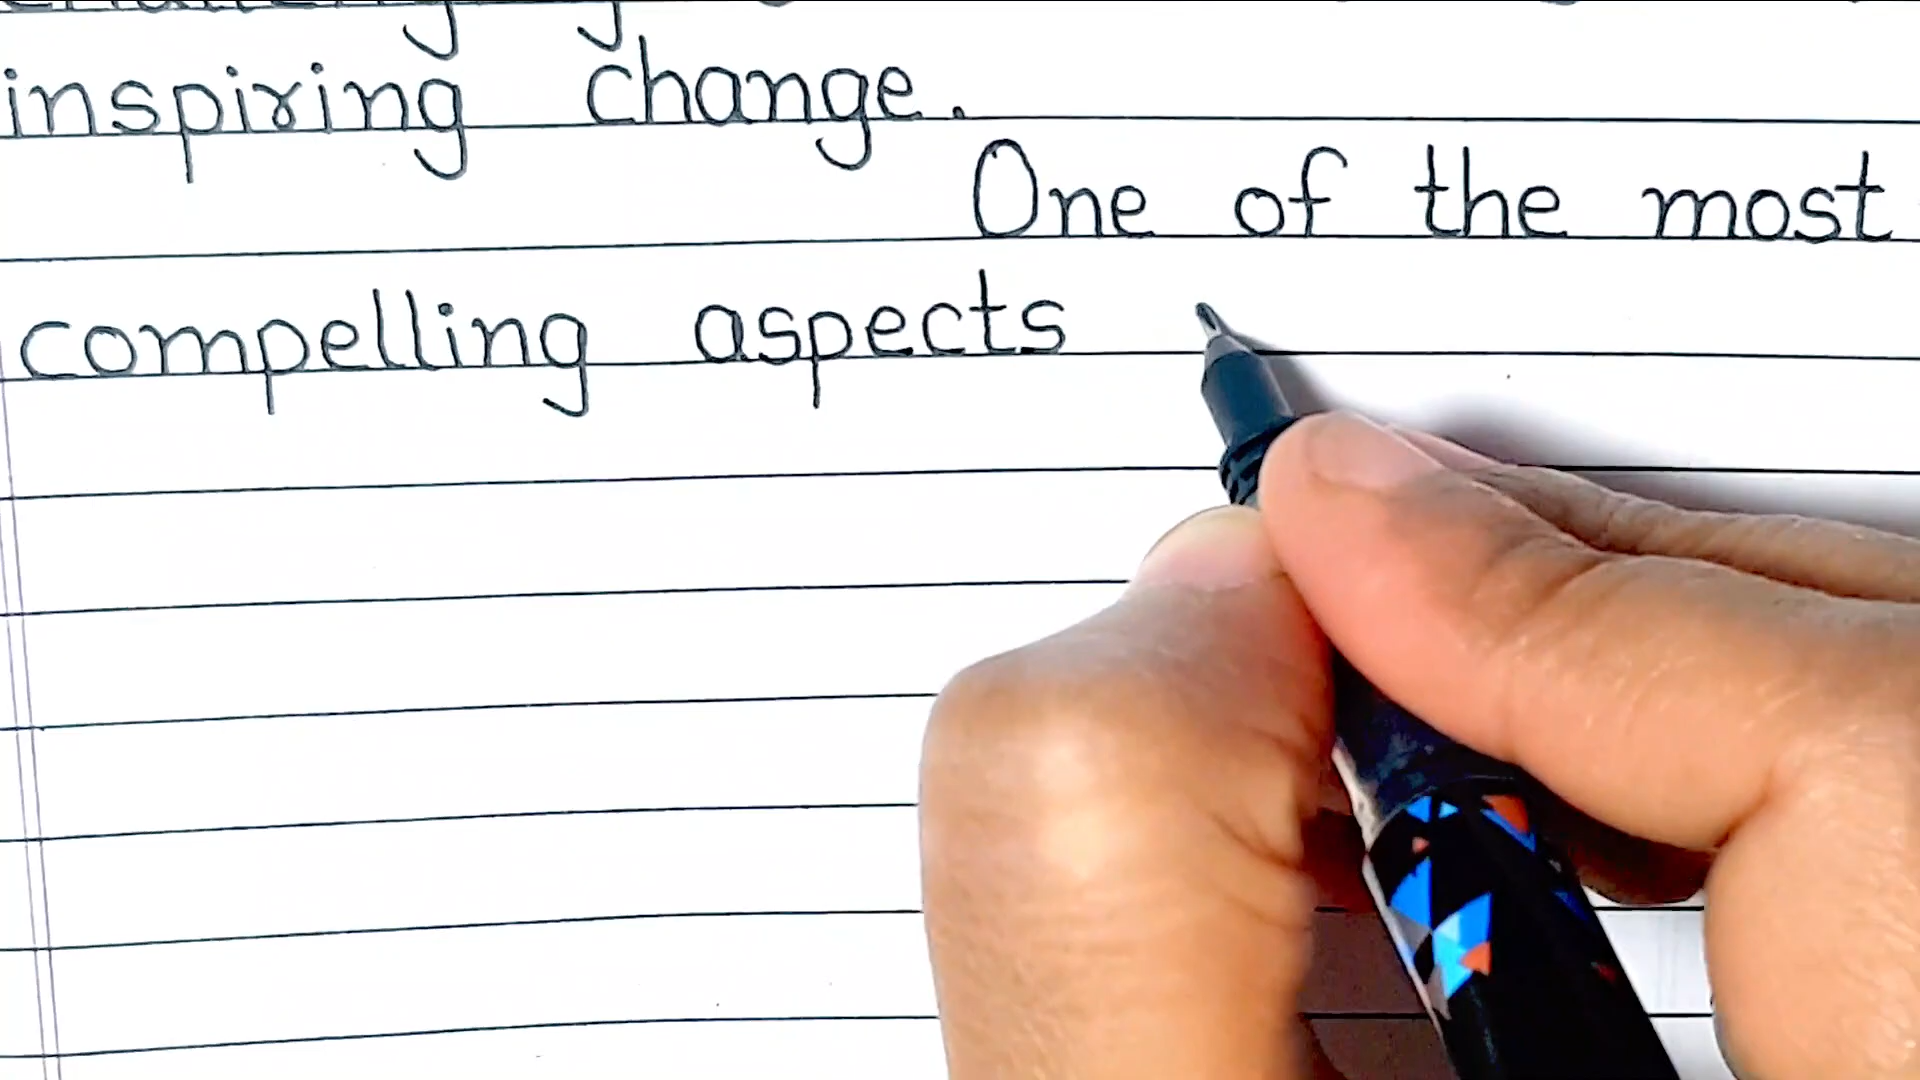 inspiring change.
One of the most
compelling aspects